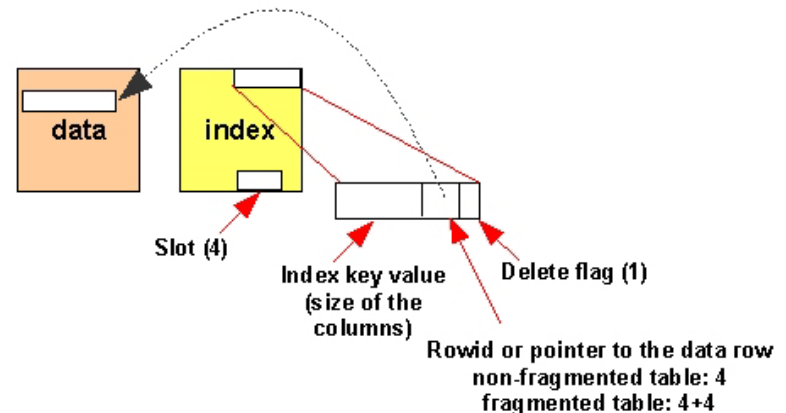 data
index
Slot (4)
Index key value
(size of the
columns)
Delete flag (1)
Rowid or pointer to the data row
non-fragmented table: 4
fragmented table: 4+4